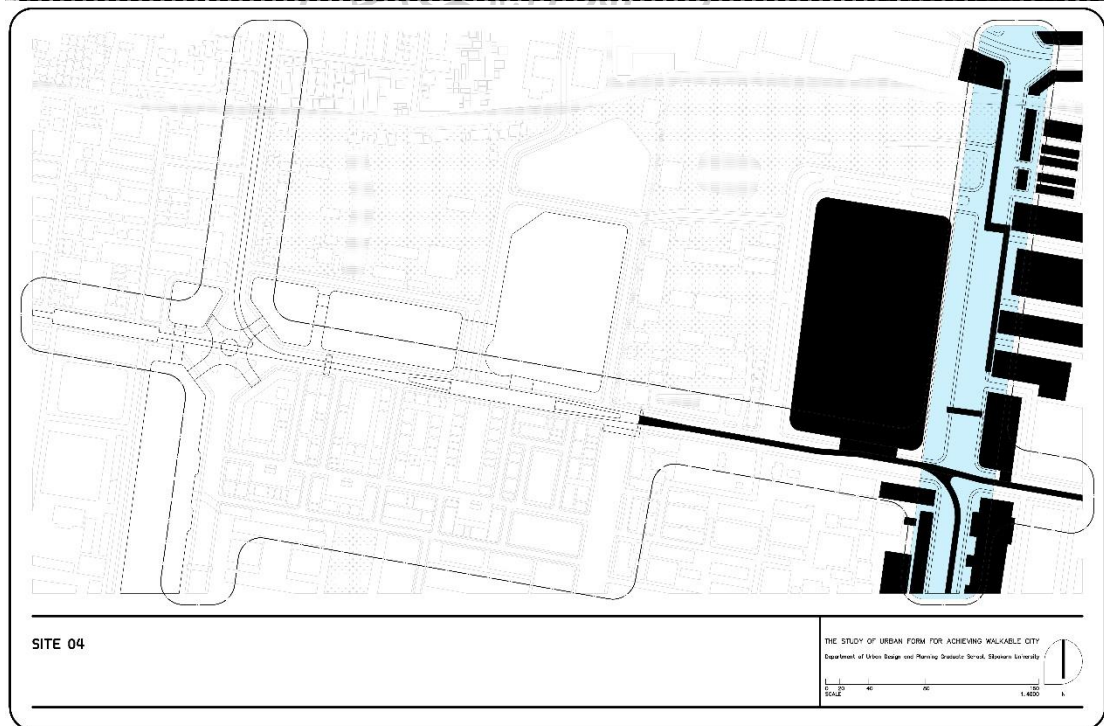 SITE 04
THE STUDY OF URBAN FORM FOR ACHIEVING WALKABLE CITY
Department of Urban Design and Planning Graduate School, Silpakorn University
0 20 40 80 160
SCALE 1:4000 N